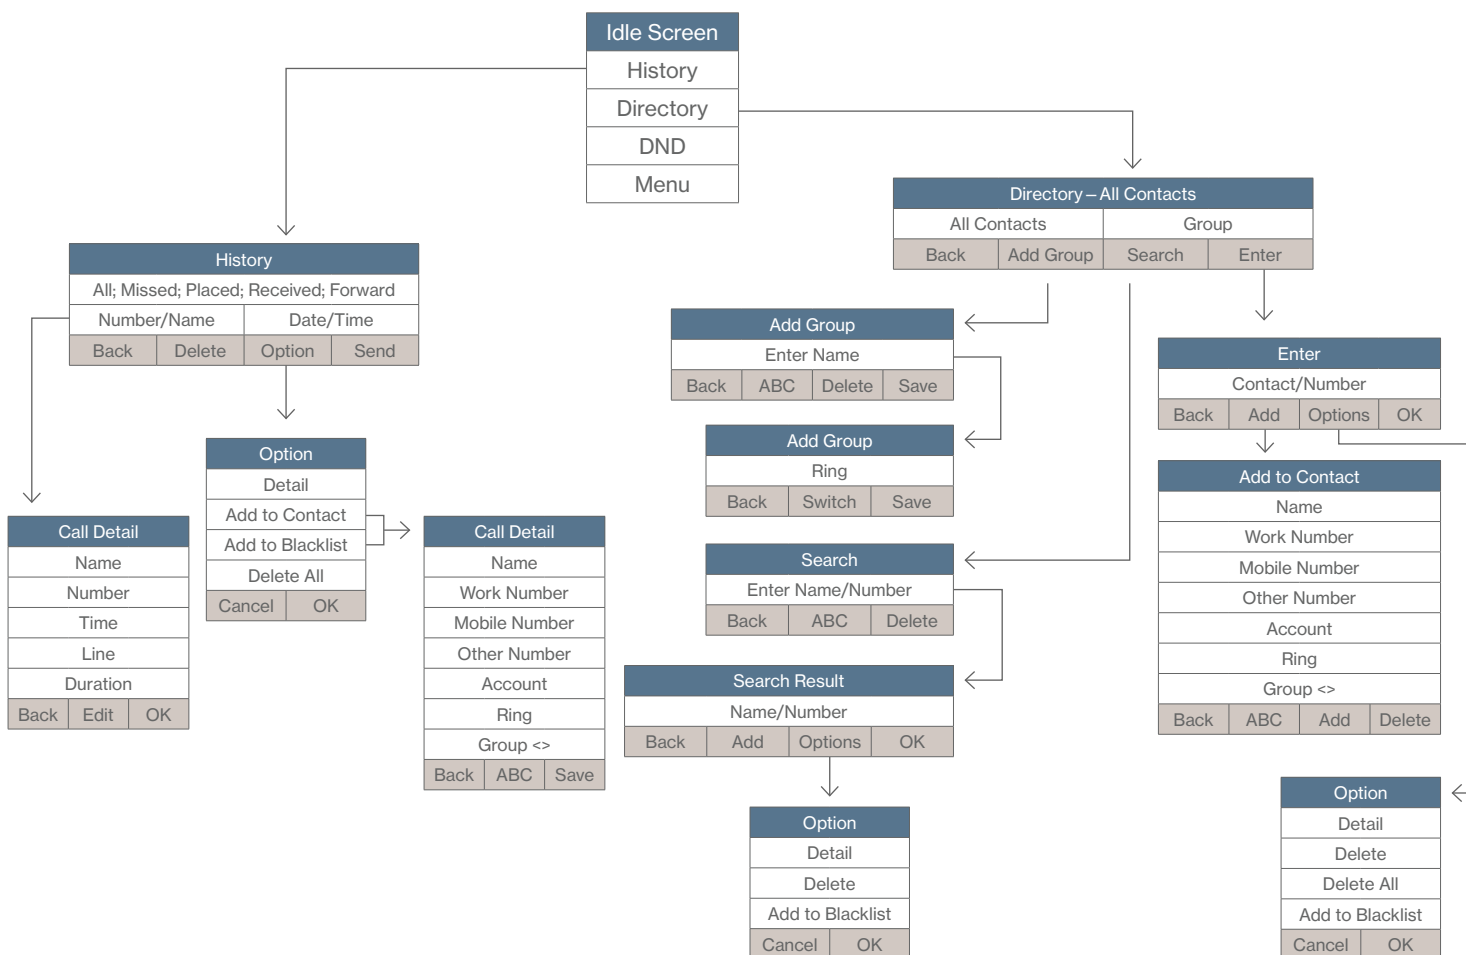 Idle Screen
History
Directory
DND
Menu
History
All; Missed; Placed; Received; Forward
Number/Name Date/Time
Back Delete Option Send
Call Detail
Name
Number
Time
Line
Duration
Back Edit OK
Option
Detail
Add to Contact
Add to Blacklist
Delete All
Cancel OK
Call Detail
Name
Work Number
Mobile Number
Other Number
Account
Ring
Group <>
Back ABC Save
Directory – All Contacts
All Contacts Group
Back Add Group Search Enter
Add Group
Enter Name
Back ABC Delete Save
Add Group
Ring
Back Switch Save
Search
Enter Name/Number
Back ABC Delete
Search Result
Name/Number
Back Add Options OK
Option
Detail
Delete
Add to Blacklist
Cancel OK
Enter
Contact/Number
Back Add Options OK
Add to Contact
Name
Work Number
Mobile Number
Other Number
Account
Ring
Group <>
Back ABC Add Delete
Option
Detail
Delete
Delete All
Add to Blacklist
Cancel OK